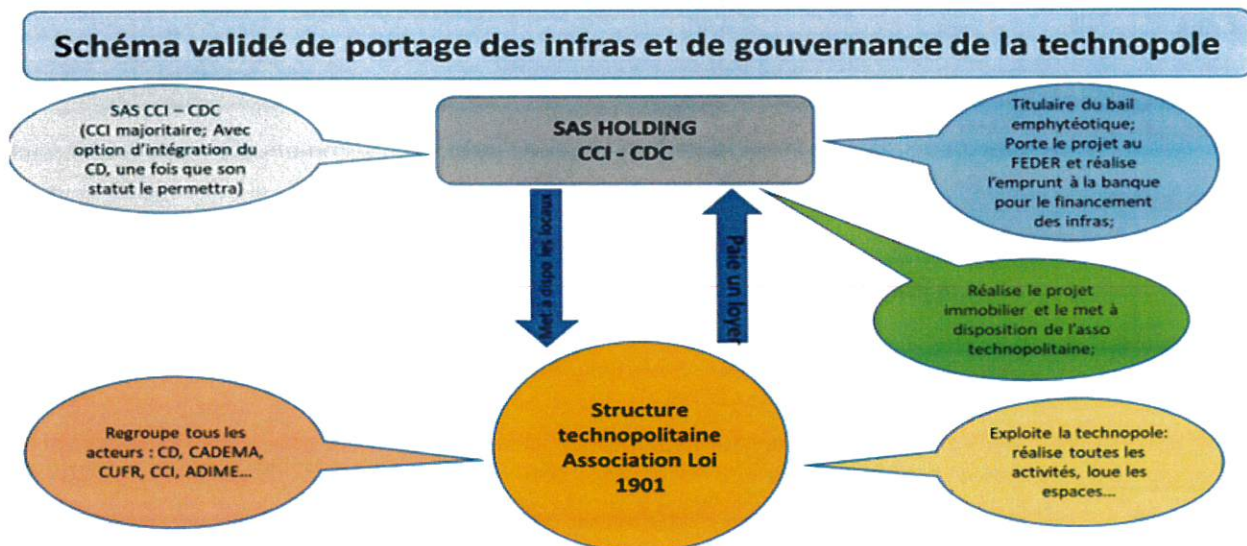 Schéma validé de portage des infras et de gouvernance de la technopole
SAS CCI – CDC
(CCI majoritaire; Avec
option d'intégration du
CD, une fois que son
statut le permettra)
SAS HOLDING
CCI - CDC
Titulaire du bail
emphytéotique;
Porte le projet au
FEDER et réalise
l'emprunt à la banque
pour le financement
des infras;
Met à dispo les locaux
Paie un loyer
Réalise le projet
immobilier et le met à
disposition de l'asso
technopolitaine;
Regroupe tous les
acteurs : CD, CADEMA,
CUFR, CCI, ADIME...
Structure
technopolitaine
Association Loi
1901
Exploite la technopole:
réalise toutes les
activités, loue les
espaces...